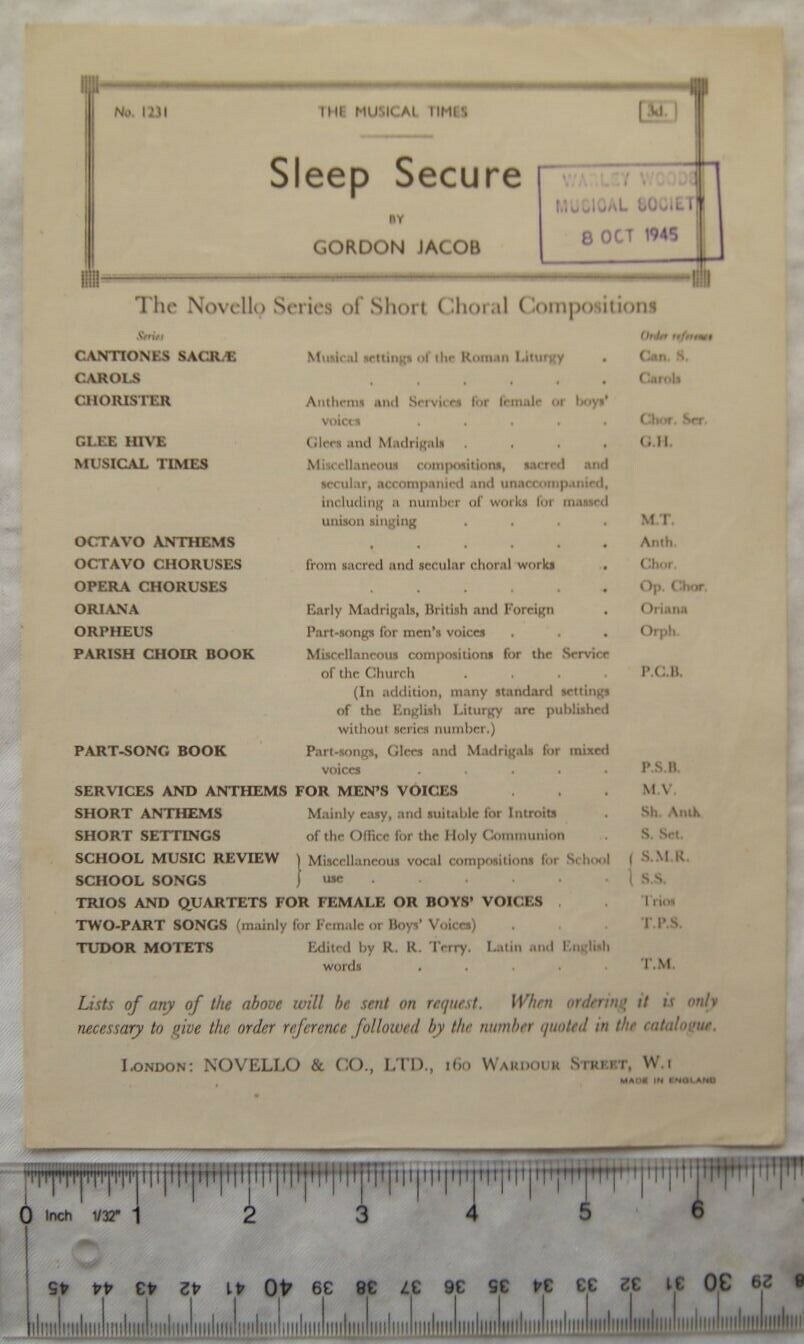 No. 1231 THE MUSICAL TIMES [3d.]
Sleep Secure
BY
GORDON JACOB
WARLEY WOODS
MUSICAL SOCIETY
8 OCT 1945
The Novello Series of Short Choral Compositions
Series Order reference
CANTIONES SACRÆ Musical settings of the Roman Liturgy . Can. S.
CAROLS . . . . . . Carols
CHORISTER Anthems and Services for female or boys'
voices . . . . . Chor. Ser.
GLEE HIVE Glees and Madrigals . . . . G.H.
MUSICAL TIMES Miscellaneous compositions, sacred and
secular, accompanied and unaccompanied,
including a number of works for massed
unison singing . . . . M.T.
OCTAVO ANTHEMS . . . . . . Anth.
OCTAVO CHORUSES from sacred and secular choral works . Chor.
OPERA CHORUSES . . . . . . Op. Chor.
ORIANA Early Madrigals, British and Foreign . Oriana
ORPHEUS Part-songs for men's voices . . . Orph.
PARISH CHOIR BOOK Miscellaneous compositions for the Service
of the Church . . . . P.C.B.
(In addition, many standard settings
of the English Liturgy are published
without series number.)
PART-SONG BOOK Part-songs, Glees and Madrigals for mixed
voices . . . . . P.S.B.
SERVICES AND ANTHEMS FOR MEN'S VOICES . . . M.V.
SHORT ANTHEMS Mainly easy, and suitable for Introits . Sh. Anth.
SHORT SETTINGS of the Office for the Holy Communion . S. Set.
SCHOOL MUSIC REVIEW } Miscellaneous vocal compositions for School { S.M.R.
SCHOOL SONGS } use . . . . . . { S.S.
TRIOS AND QUARTETS FOR FEMALE OR BOYS' VOICES . . Trios
TWO-PART SONGS (mainly for Female or Boys' Voices) . . . T.P.S.
TUDOR MOTETS Edited by R. R. Terry. Latin and English
words . . . . . T.M.
Lists of any of the above will be sent on request. When ordering it is only
necessary to give the order reference followed by the number quoted in the catalogue.
LONDON: NOVELLO & CO., LTD., 160 WARDOUR STREET, W.1
MADE IN ENGLAND
0 Inch 1/32" 1 2 3 4 5 6
45 44 43 42 41 40 39 38 37 36 35 34 33 32 31 30 29